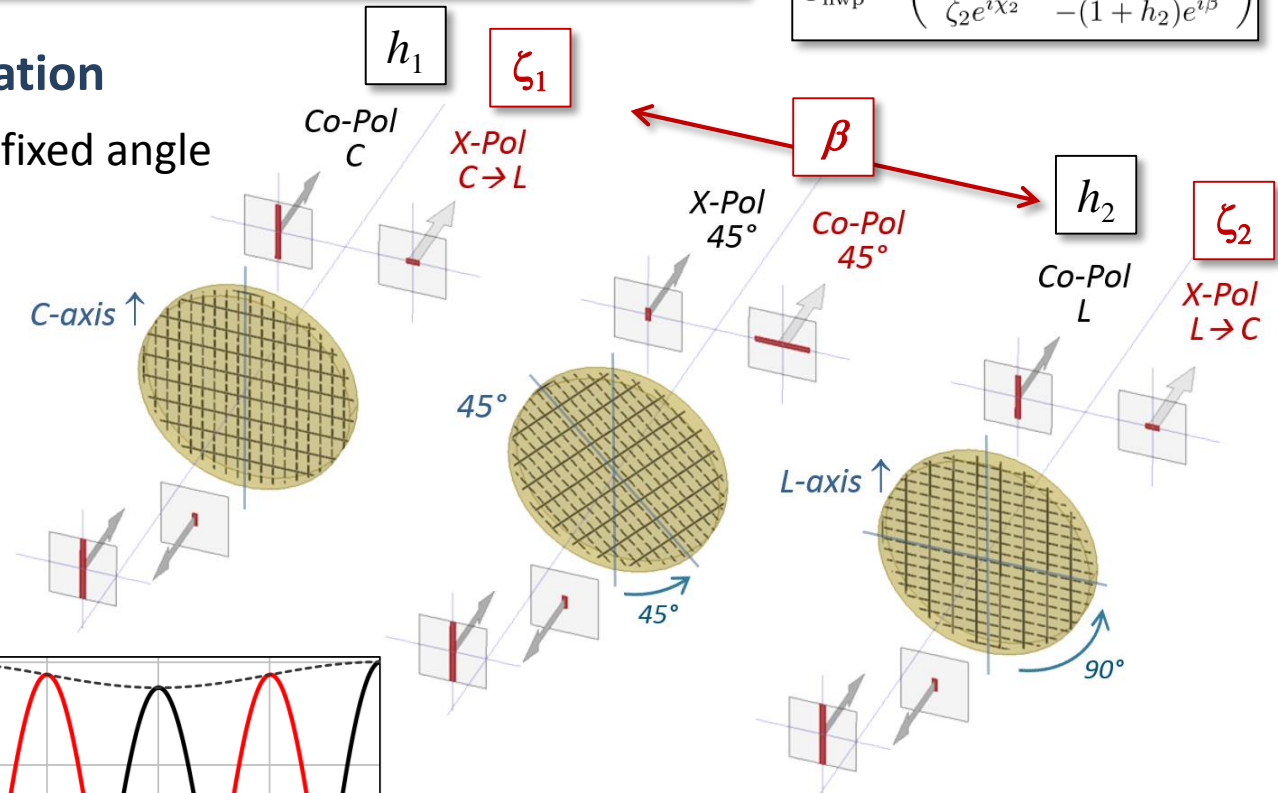 ζ₂e^{iχ₂} −(1 + h₂)e^{iβ}
ation
fixed angle
h₁
ζ₁
β
h₂
ζ₂
Co-Pol
C
X-Pol
C→ L
X-Pol
45°
Co-Pol
45°
Co-Pol
L
X-Pol
L→ C
C-axis ↑
45°
L-axis ↑
45°
90°